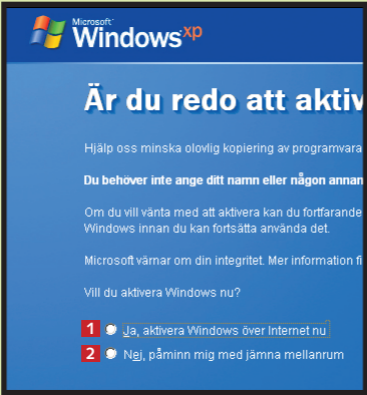 Microsoft
Windows xp
Är du redo att aktiv
Hjälp oss minska olovlig kopiering av programvara
Du behöver inte ange ditt namn eller någon annan
Om du vill vänta med att aktivera kan du fortfarande
Windows innan du kan fortsätta använda det.
Microsoft värnar om din integritet. Mer information fi
Vill du aktivera Windows nu?
1 Ja, aktivera Windows över Internet nu
2 Nej, påminn mig med jämna mellanrum